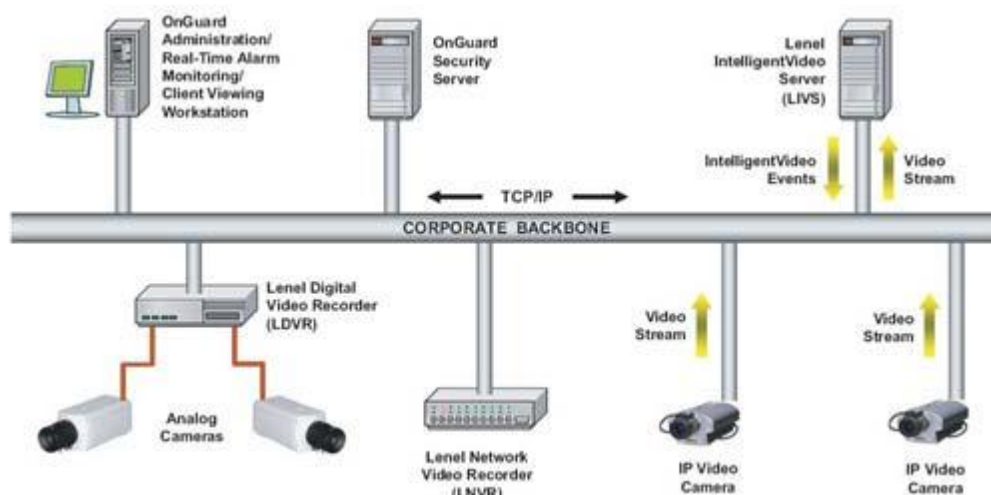 OnGuard
Administration/
Real-Time Alarm
Monitoring/
Client Viewing
Workstation
OnGuard
Security
Server
Lenel
IntelligentVideo
Server
(LIVS)
IntelligentVideo
Events
Video
Stream
TCP/IP
CORPORATE BACKBONE
Lenel Digital
Video Recorder
(LDVR)
Analog
Cameras
Lenel Network
Video Recorder
(LNVR)
Video
Stream
IP Video
Camera
Video
Stream
IP Video
Camera